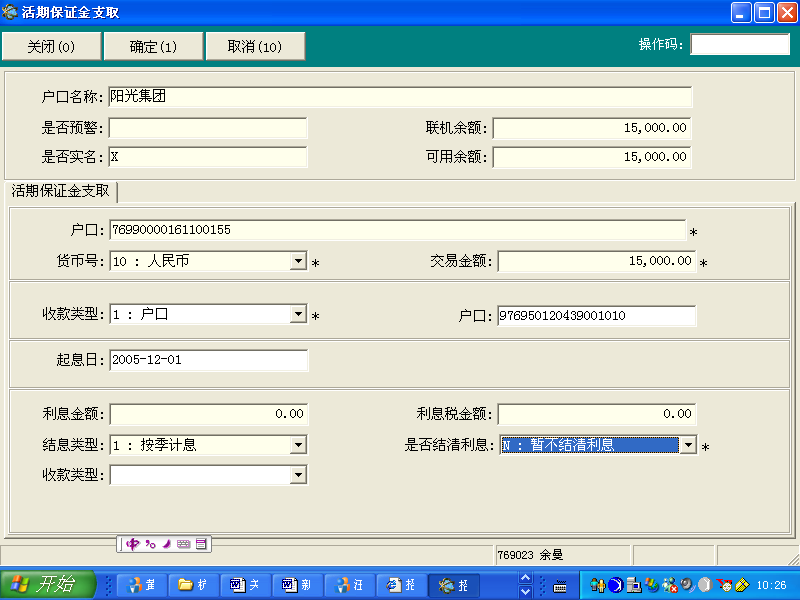 活期保证金支取
关闭(0) 确定(1) 取消(10) 操作码:
户口名称: 阳光集团
是否预警: 联机余额: 15,000.00
是否实名: X 可用余额: 15,000.00
活期保证金支取
户口: 76990000161100155 *
货币号: 10 : 人民币 * 交易金额: 15,000.00 *
收款类型: 1 : 户口 * 户口: 976950120439001010
起息日: 2005-12-01
利息金额: 0.00 利息税金额: 0.00
结息类型: 1 : 按季计息 是否结清利息: N : 暂不结清利息 *
收款类型:
中
769023 余曼
开始 关 汪 招 招 10:26